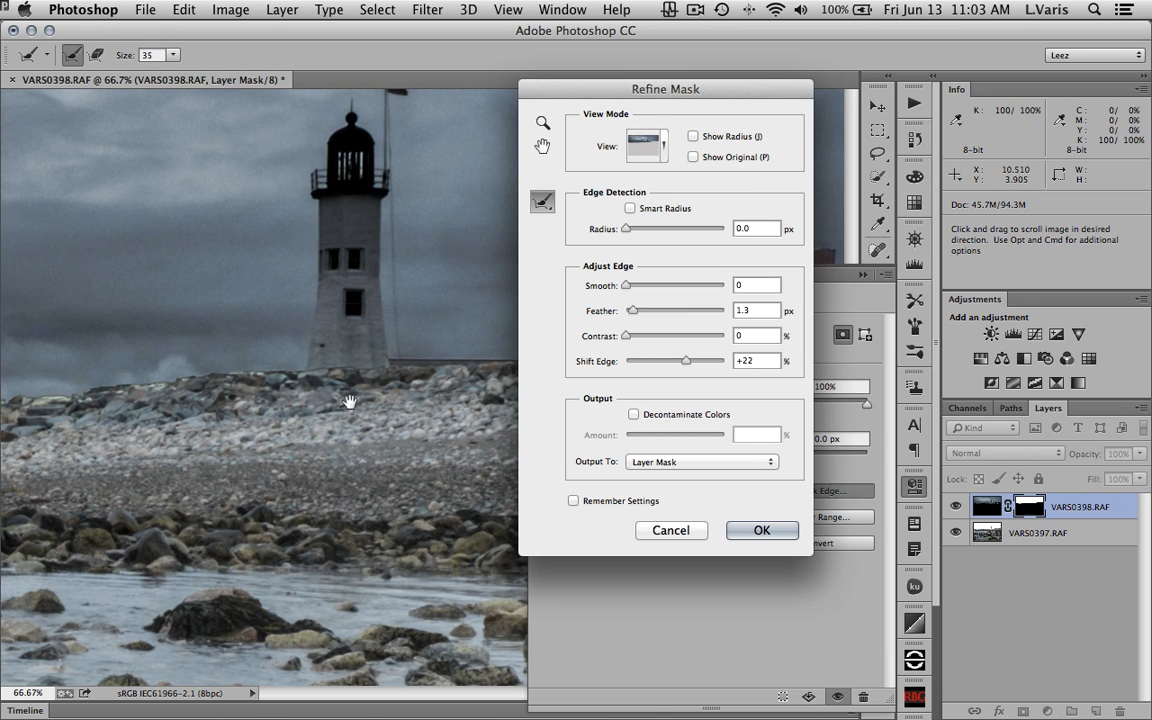 Photoshop File Edit Image Layer Type Select Filter 3D View Window Help 100% Fri Jun 13 11:03 AM L.Varis
Adobe Photoshop CC
Size: 35 Leez
× VARS0398.RAF @ 66.7% (VARS0398.RAF, Layer Mask/8) *
Refine Mask
View Mode
View:
Show Radius (J)
Show Original (P)
Edge Detection
Smart Radius
Radius: 0.0 px
Adjust Edge
Smooth: 0
Feather: 1.3 px
Contrast: 0 %
Shift Edge: +22 %
Output
Decontaminate Colors
Amount: %
Output To: Layer Mask
Remember Settings
Cancel OK
100%
0.0 px
k Edge...
r Range...
nvert
Info
K: 100/ 100%
8-bit
C: 0/ 0%
M: 0/ 0%
Y: 0/ 0%
K: 100/ 100%
8-bit
X: 10.510
Y: 3.905
W:
H:
Doc: 45.7M/94.3M
Click and drag to scroll image in desired
direction. Use Opt and Cmd for additional
options
Adjustments
Add an adjustment
Channels Paths Layers
Kind
Normal Opacity: 100%
Lock: Fill: 100%
VARS0398.RAF
VARS0397.RAF
A
ku
RBG
66.67% sRGB IEC61966-2.1 (8bpc)
Timeline